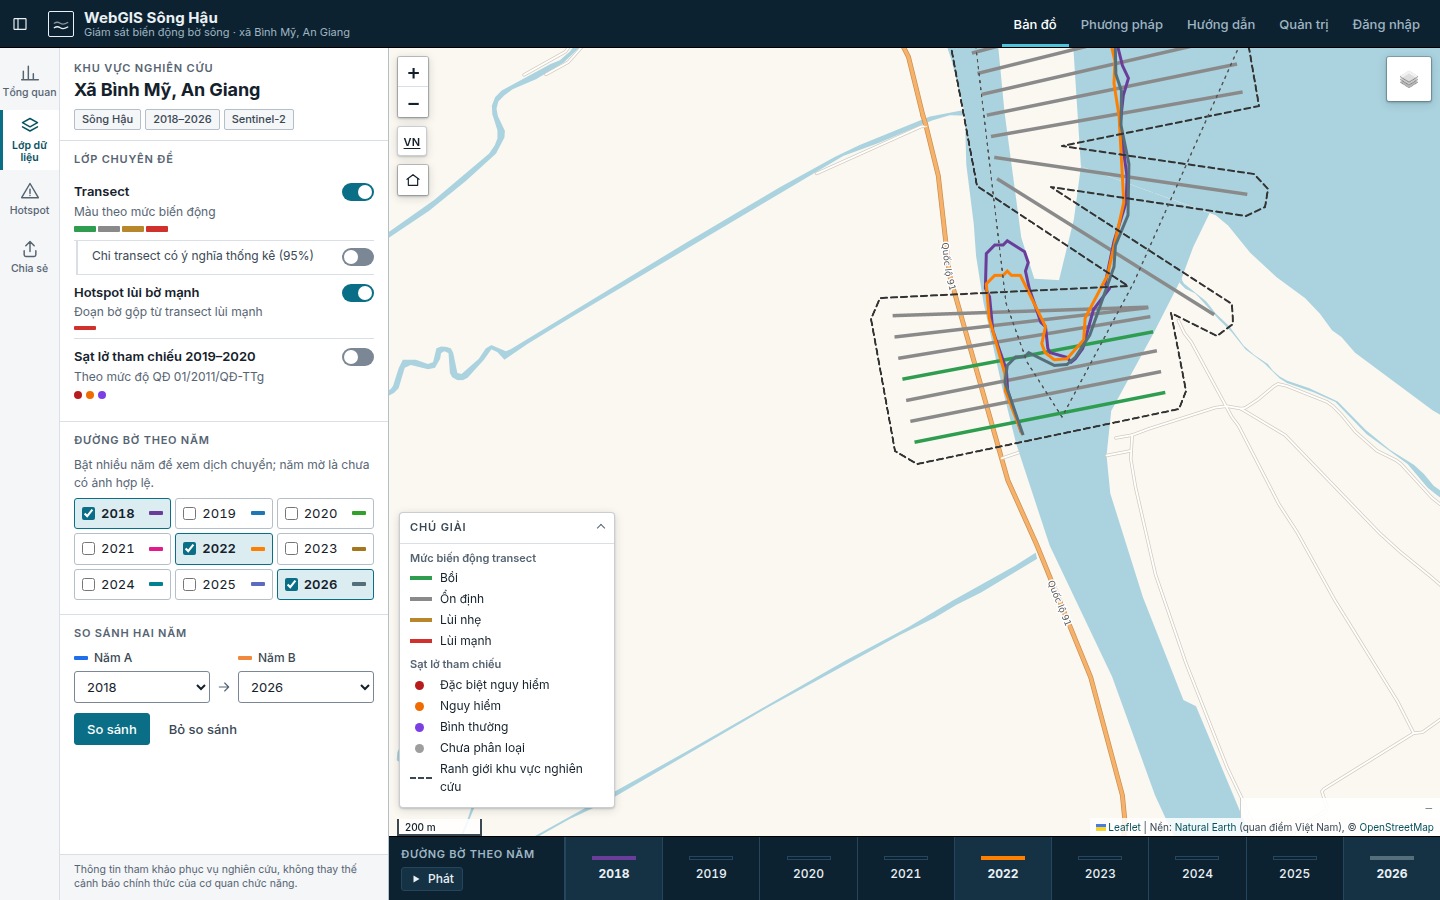 WebGIS Sông Hậu
Giám sát biến động bờ sông · xã Bình Mỹ, An Giang
Bản đồ
Phương pháp
Hướng dẫn
Quản trị
Đăng nhập
Tổng quan
Lớp dữ
liệu
Hotspot
Chia sẻ
KHU VỰC NGHIÊN CỨU
Xã Bình Mỹ, An Giang
Sông Hậu
2018–2026
Sentinel-2
LỚP CHUYÊN ĐỀ
Transect
Màu theo mức biến động
Chỉ transect có ý nghĩa thống kê (95%)
Hotspot lùi bờ mạnh
Đoạn bờ gộp từ transect lùi mạnh
Sạt lở tham chiếu 2019–2020
Theo mức độ QĐ 01/2011/QĐ-TTg
ĐƯỜNG BỜ THEO NĂM
Bật nhiều năm để xem dịch chuyển; năm mờ là chưa
có ảnh hợp lệ.
2018
2019
2020
2021
2022
2023
2024
2025
2026
SO SÁNH HAI NĂM
Năm A
Năm B
2018
→
2026
So sánh
Bỏ so sánh
Thông tin tham khảo phục vụ nghiên cứu, không thay thế
cảnh báo chính thức của cơ quan chức năng.
+
−
VN
Quốc lộ 91
Quốc lộ 91
CHÚ GIẢI
Mức biến động transect
Bồi
Ổn định
Lùi nhẹ
Lùi mạnh
Sạt lở tham chiếu
Đặc biệt nguy hiểm
Nguy hiểm
Bình thường
Chưa phân loại
Ranh giới khu vực nghiên
cứu
200 m
–
Leaflet | Nền: Natural Earth (quan điểm Việt Nam), © OpenStreetMap
ĐƯỜNG BỜ THEO NĂM
Phát
2018
2019
2020
2021
2022
2023
2024
2025
2026